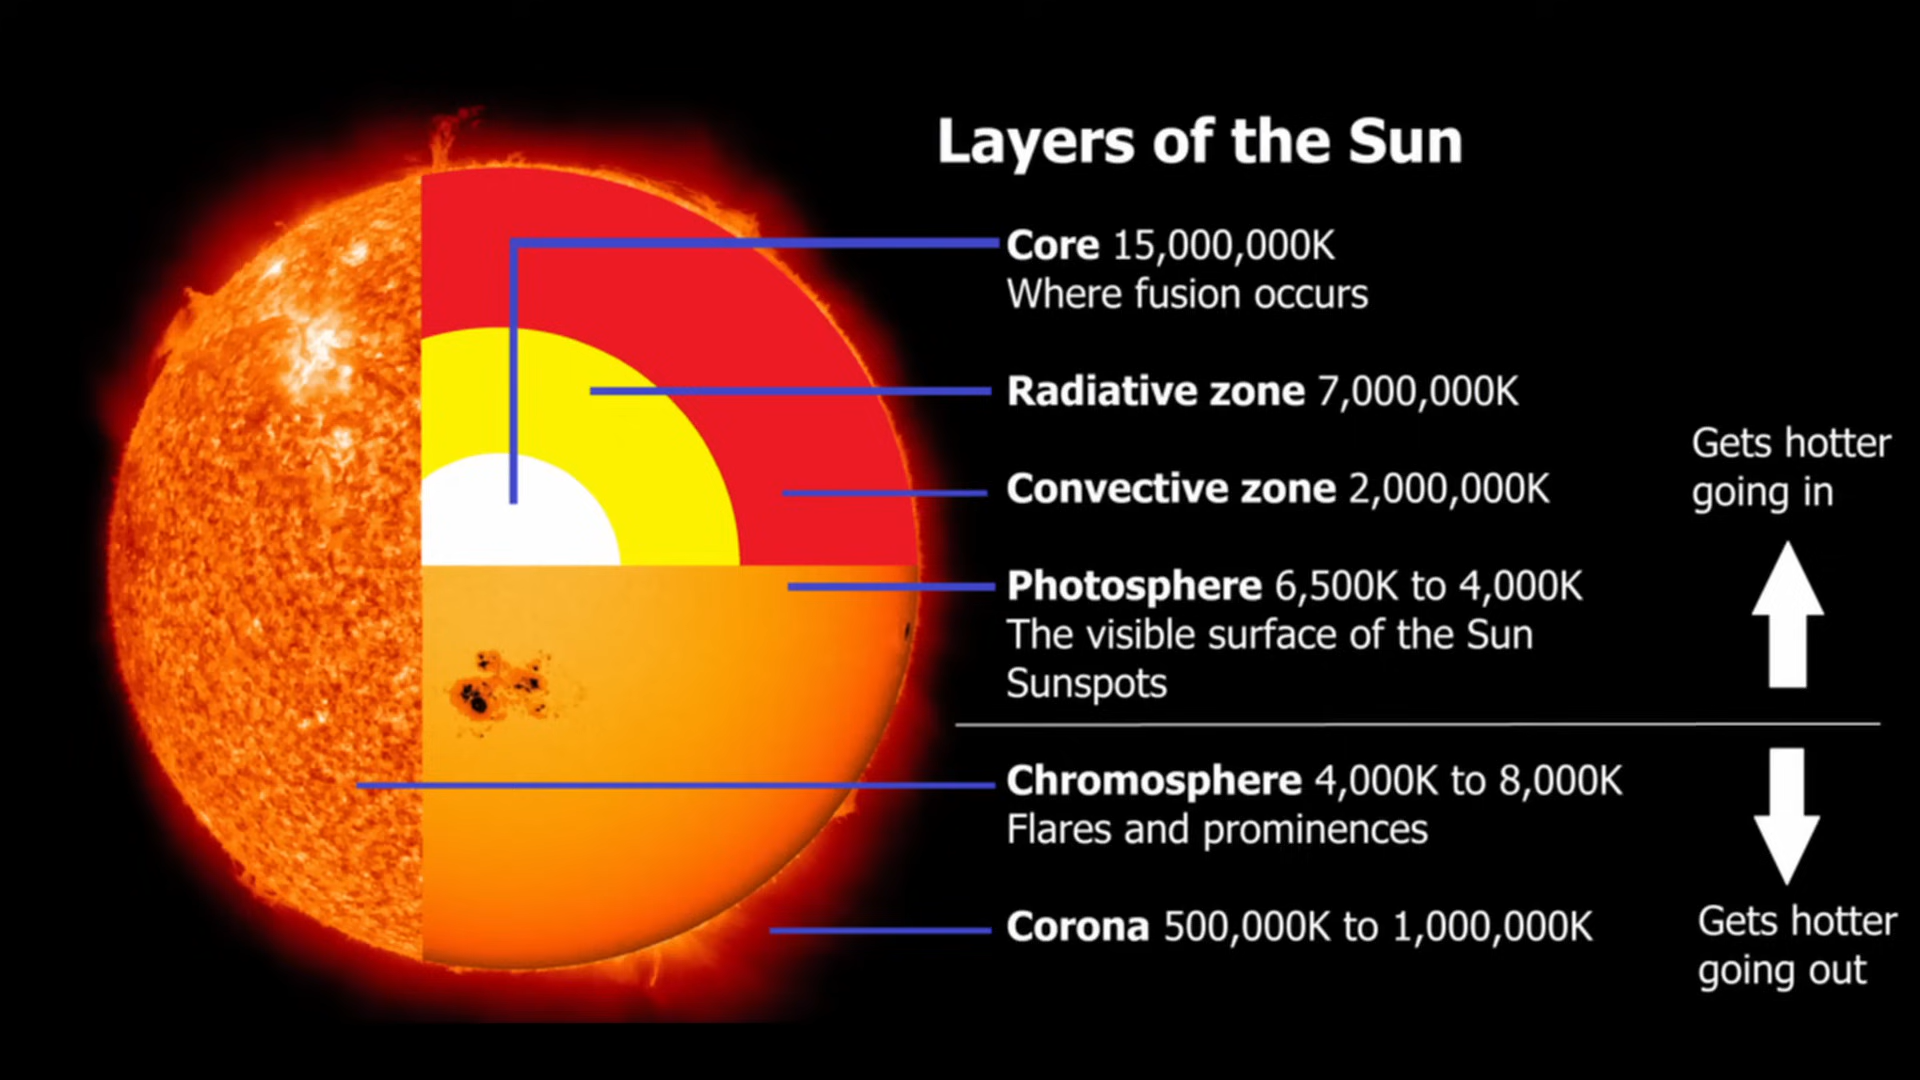 Layers of the Sun
Core 15,000,000K
Where fusion occurs
Radiative zone 7,000,000K
Convective zone 2,000,000K
Photosphere 6,500K to 4,000K
The visible surface of the Sun
Sunspots
Gets hotter
going in
Chromosphere 4,000K to 8,000K
Flares and prominences
Corona 500,000K to 1,000,000K
Gets hotter
going out